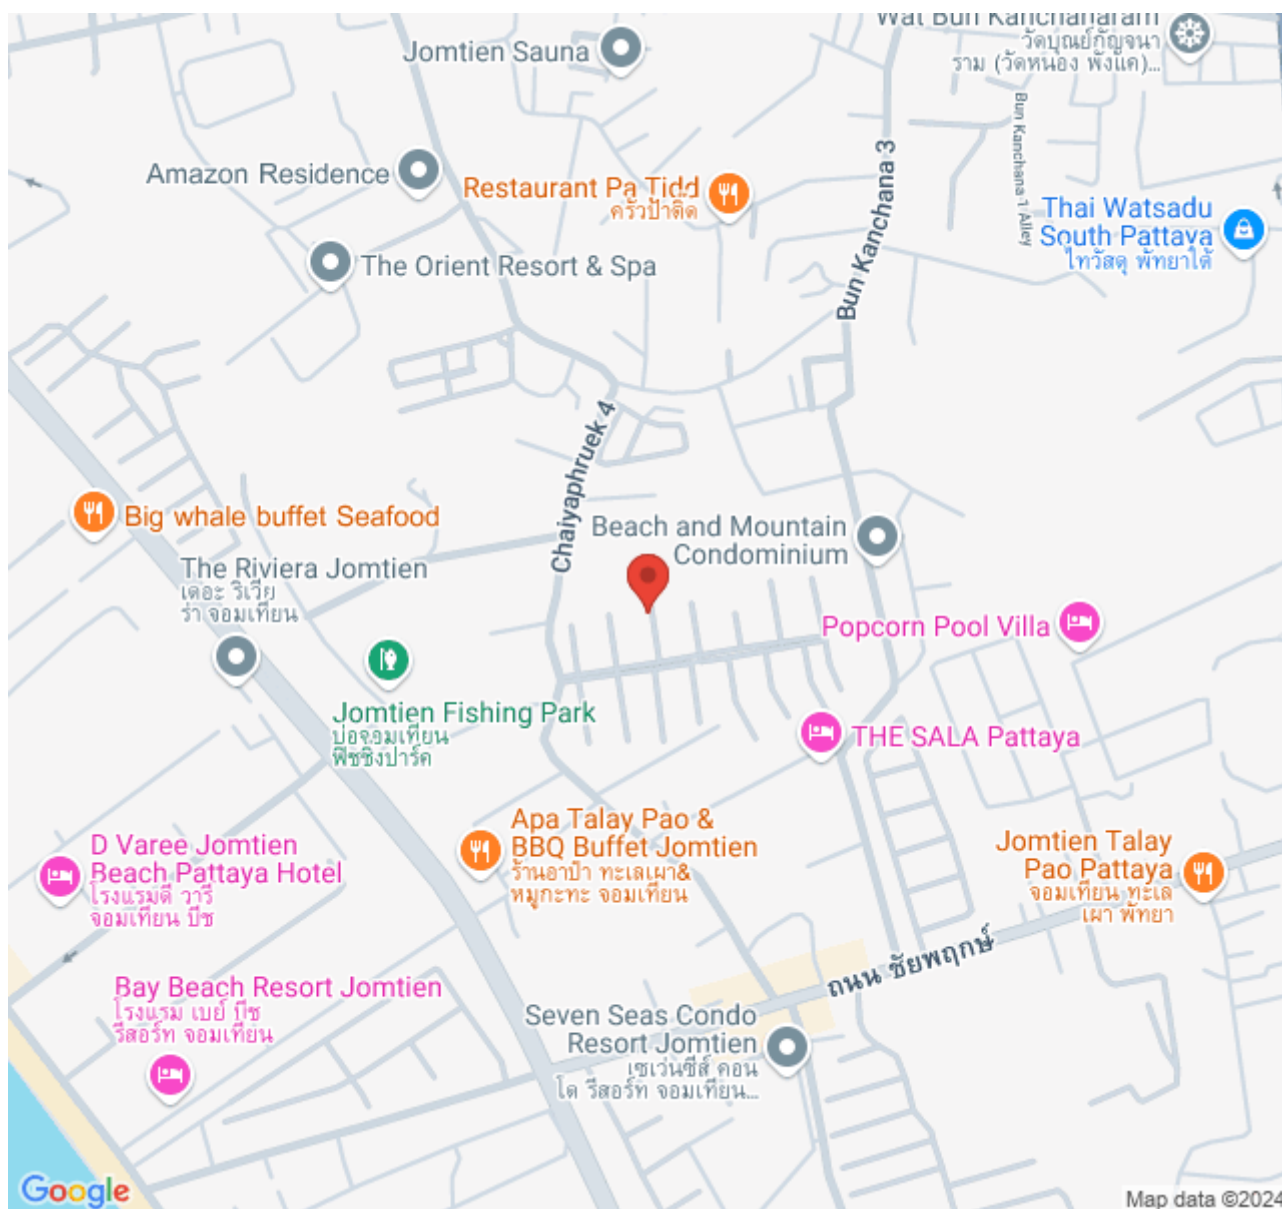 Wat Bun Kanchanaram
วัดบุณย์กัญจนา
ราม (วัดหนอง พังแค)...
Jomtien Sauna
Bun Kanchana 1 Alley
Bun Kanchana 3
Amazon Residence
Restaurant Pa Tidd
ครัวป้าติ๊ด
Thai Watsadu
South Pattaya
ไทวัสดุ พัทยาใต้
The Orient Resort & Spa
Chaiyaphruek 4
Big whale buffet Seafood
Beach and Mountain
Condominium
The Riviera Jomtien
เดอะ ริเวีย
ร่า จอมเทียน
Popcorn Pool Villa
Jomtien Fishing Park
บ่อจอมเทียน
ฟิชชิงปาร์ค
THE SALA Pattaya
Apa Talay Pao &
BBQ Buffet Jomtien
ร้านอาป๋า ทะเลเผา&
หมูกะทะ จอมเทียน
D Varee Jomtien
Beach Pattaya Hotel
โรงแรมดี วารี
จอมเทียน บีช
Jomtien Talay
Pao Pattaya
จอมเทียน ทะเล
เผา พัทยา
ถนน ชัยพฤกษ์
Bay Beach Resort Jomtien
โรงแรม เบย์ บีช
รีสอร์ท จอมเทียน
Seven Seas Condo
Resort Jomtien
เซเว่นซีส์ คอน
โด รีสอร์ท จอมเทียน...
Google
Map data ©2024